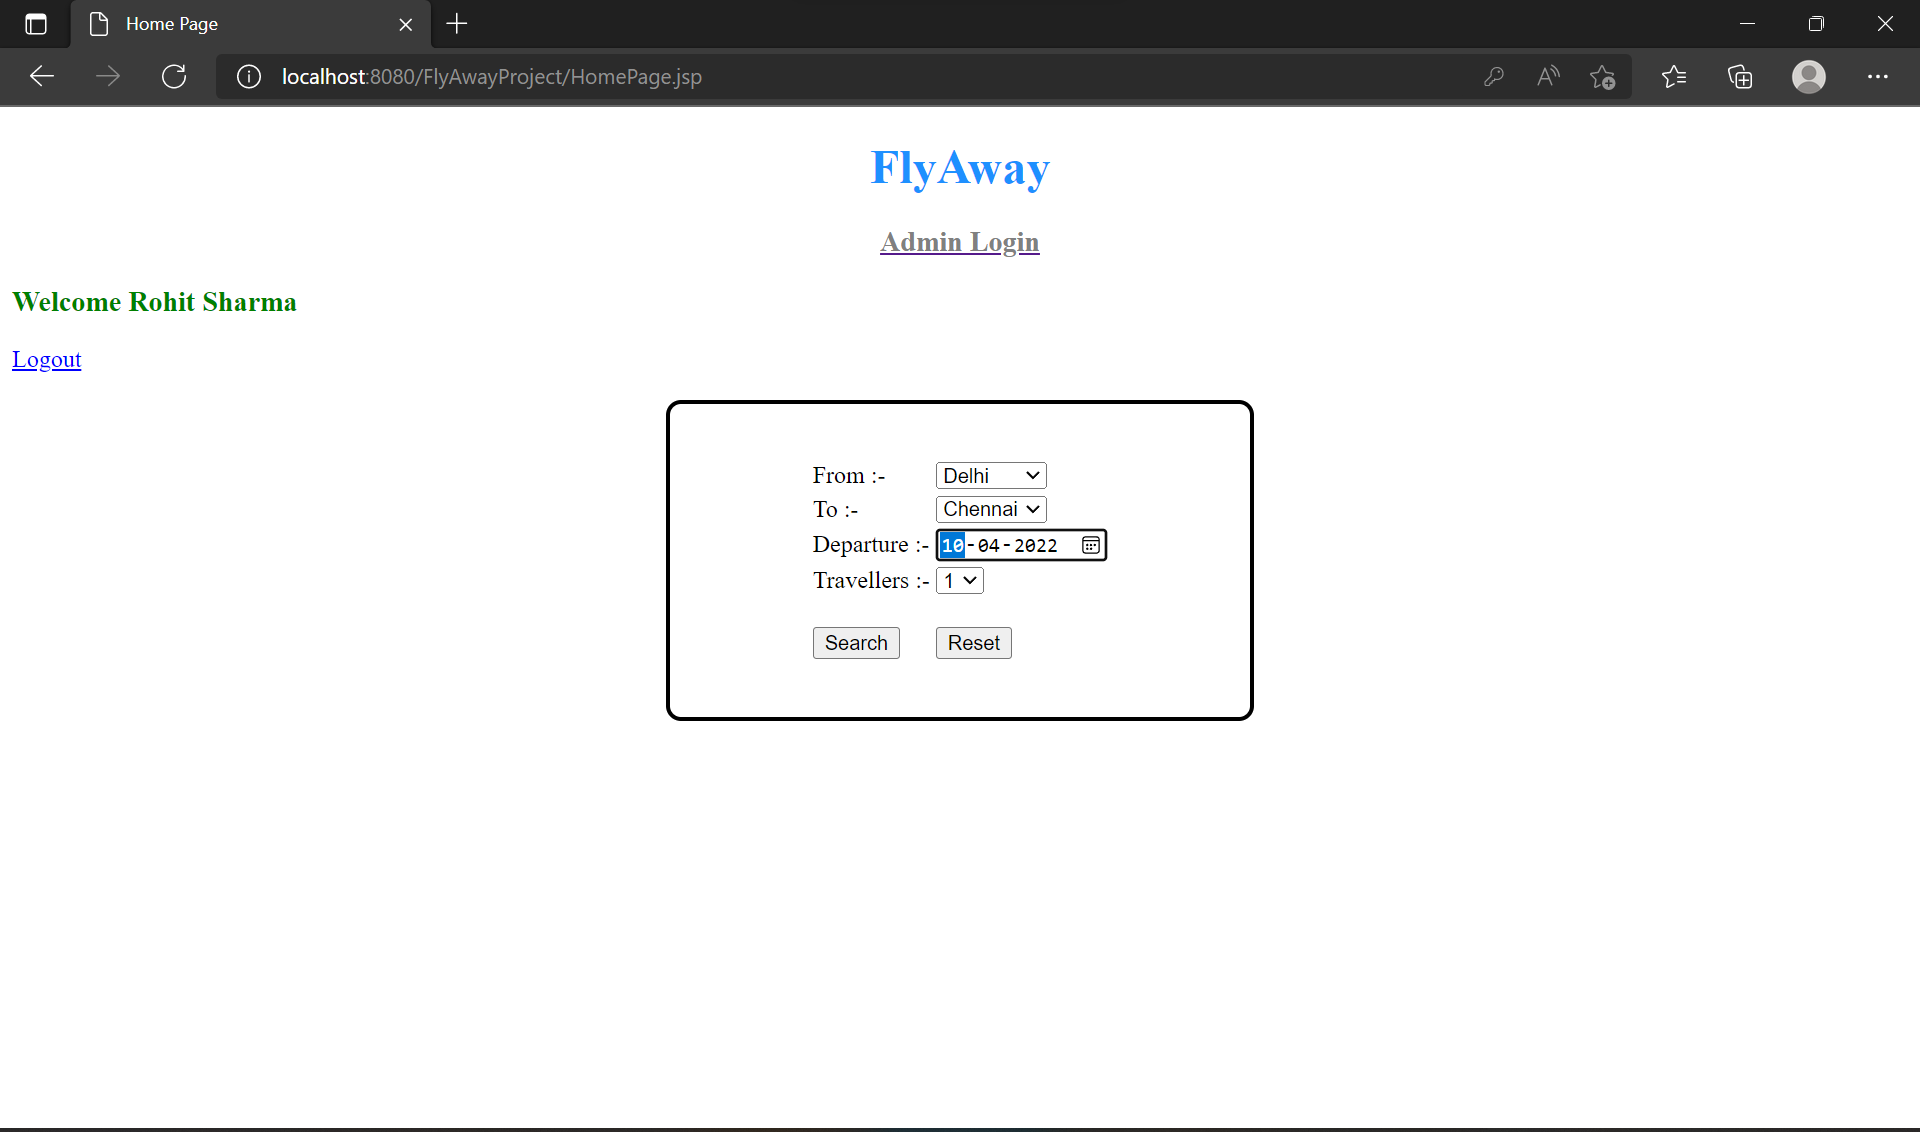 Home Page
localhost:8080/FlyAwayProject/HomePage.jsp
FlyAway
Admin Login
Welcome Rohit Sharma
Logout
From :- Delhi
To :- Chennai
Departure :- 10-04-2022
Travellers :- 1
Search Reset